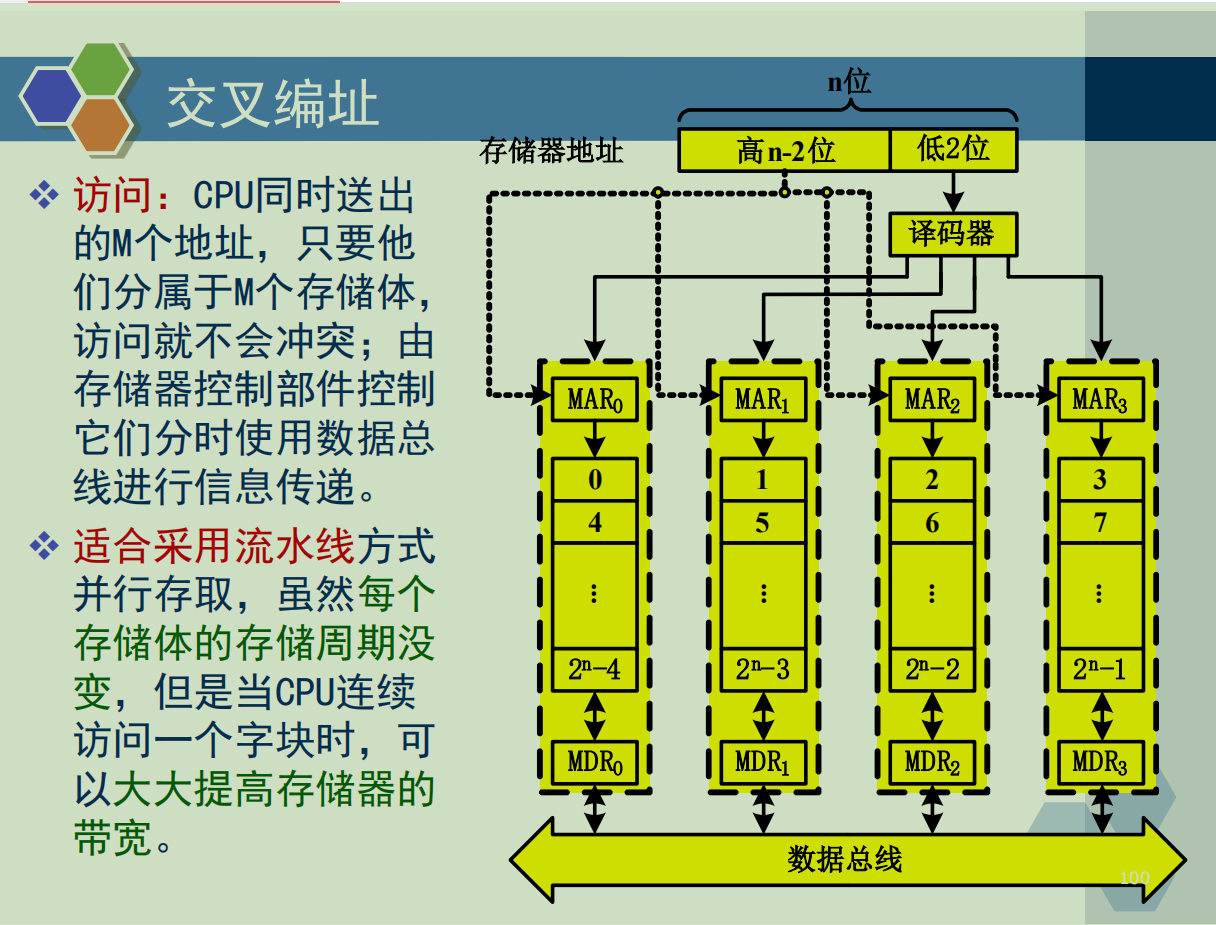 交叉编址
访问：CPU同时送出
的M个地址，只要他
们分属于M个存储体，
访问就不会冲突；由
存储器控制部件控制
它们分时使用数据总
线进行信息传递。
适合采用流水线方式
并行存取，虽然每个
存储体的存储周期没
变，但是当CPU连续
访问一个字块时，可
以大大提高存储器的
带宽。
n位
存储器地址 高n-2位 低2位
译码器
MAR₀ MAR₁ MAR₂ MAR₃
0 1 2 3
4 5 6 7
⋮ ⋮ ⋮ ⋮
2ⁿ−4 2ⁿ−3 2ⁿ−2 2ⁿ−1
MDR₀ MDR₁ MDR₂ MDR₃
数据总线
100